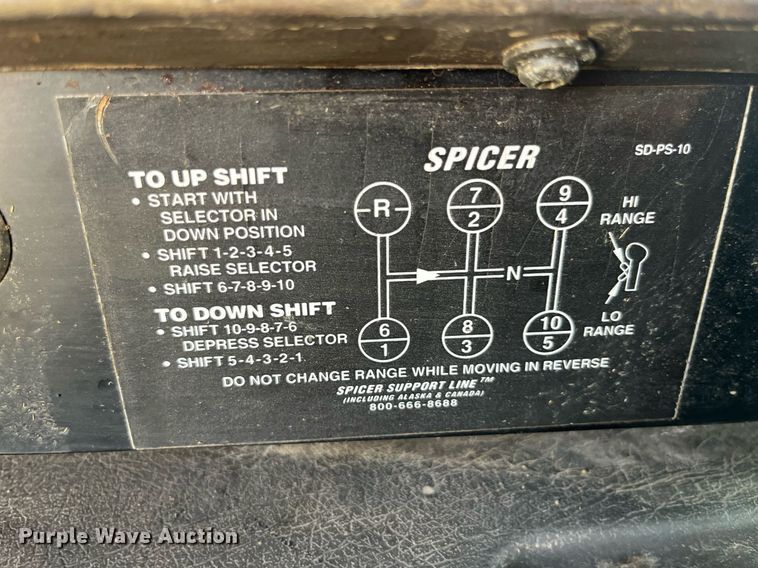 SPICER
SD-PS-10
TO UP SHIFT
• START WITH
SELECTOR IN
DOWN POSITION
• SHIFT 1-2-3-4-5
RAISE SELECTOR
• SHIFT 6-7-8-9-10
TO DOWN SHIFT
• SHIFT 10-9-8-7-6
DEPRESS SELECTOR
• SHIFT 5-4-3-2-1
R
7
2
9
4
N
6
1
8
3
10
5
HI
RANGE
LO
RANGE
DO NOT CHANGE RANGE WHILE MOVING IN REVERSE
SPICER SUPPORT LINE™
(INCLUDING ALASKA & CANADA)
800-666-8688
Purple Wave Auction